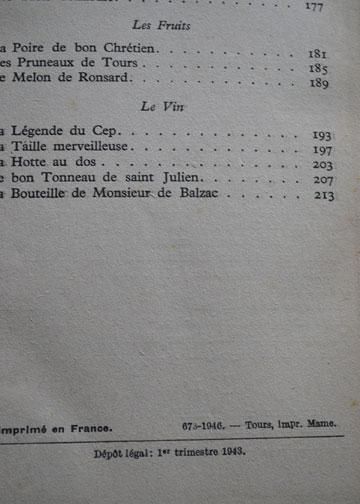 177
Les Fruits
a Poire de bon Chrétien. . . . . . . . . . . 181
es Pruneaux de Tours . . . . . . . . . . . 185
e Melon de Ronsard. . . . . . . . . . . . 189
Le Vin
a Légende du Cep. . . . . . . . . . . . . 193
a Taille merveilleuse. . . . . . . . . . . . 197
a Hotte au dos . . . . . . . . . . . . . 203
e bon Tonneau de saint Julien. . . . . . . . 207
a Bouteille de Monsieur de Balzac . . . . . . 213
Imprimé en France. 673-1946. — Tours, Impr. Mame.
Dépôt légal: 1er trimestre 1943.